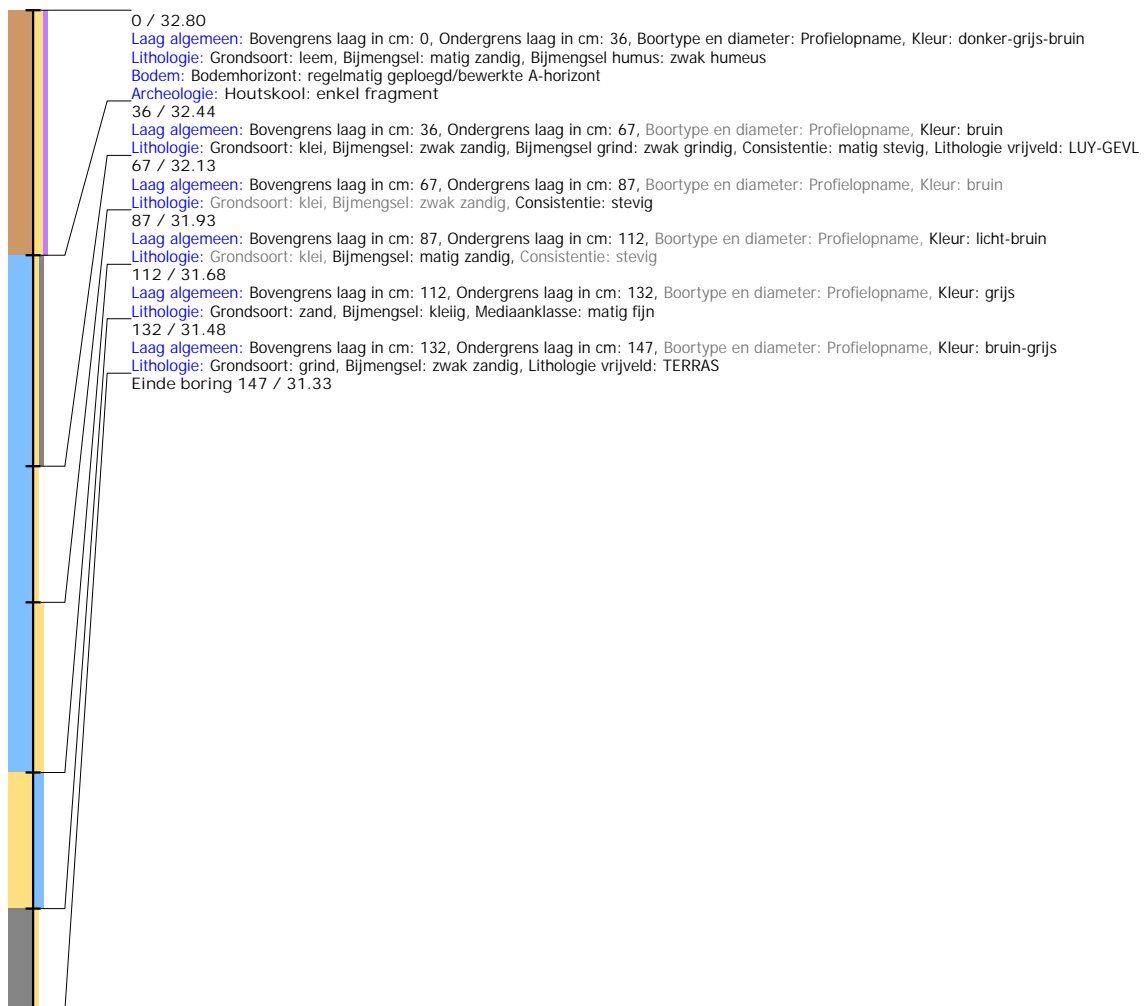 0 / 32.80
Laag algemeen: Bovengrens laag in cm: 0, Ondergrens laag in cm: 36, Boortype en diameter: Profielopname, Kleur: donker-grijs-bruin
Lithologie: Grondsoort: leem, Bijmengsel: matig zandig, Bijmengsel humus: zwak humeus
Bodem: Bodemhorizont: regelmatig geploegd/bewerkte A-horizont
Archeologie: Houtskool: enkel fragment
36 / 32.44
Laag algemeen: Bovengrens laag in cm: 36, Ondergrens laag in cm: 67, Boortype en diameter: Profielopname, Kleur: bruin
Lithologie: Grondsoort: klei, Bijmengsel: zwak zandig, Bijmengsel grind: zwak grindig, Consistentie: matig stevig, Lithologie vrijveld: LUY-GEVL
67 / 32.13
Laag algemeen: Bovengrens laag in cm: 67, Ondergrens laag in cm: 87, Boortype en diameter: Profielopname, Kleur: bruin
Lithologie: Grondsoort: klei, Bijmengsel: zwak zandig, Consistentie: stevig
87 / 31.93
Laag algemeen: Bovengrens laag in cm: 87, Ondergrens laag in cm: 112, Boortype en diameter: Profielopname, Kleur: licht-bruin
Lithologie: Grondsoort: klei, Bijmengsel: matig zandig, Consistentie: stevig
112 / 31.68
Laag algemeen: Bovengrens laag in cm: 112, Ondergrens laag in cm: 132, Boortype en diameter: Profielopname, Kleur: grijs
Lithologie: Grondsoort: zand, Bijmengsel: kleiig, Mediaanklasse: matig fijn
132 / 31.48
Laag algemeen: Bovengrens laag in cm: 132, Ondergrens laag in cm: 147, Boortype en diameter: Profielopname, Kleur: bruin-grijs
Lithologie: Grondsoort: grind, Bijmengsel: zwak zandig, Lithologie vrijveld: TERRAS
Einde boring 147 / 31.33